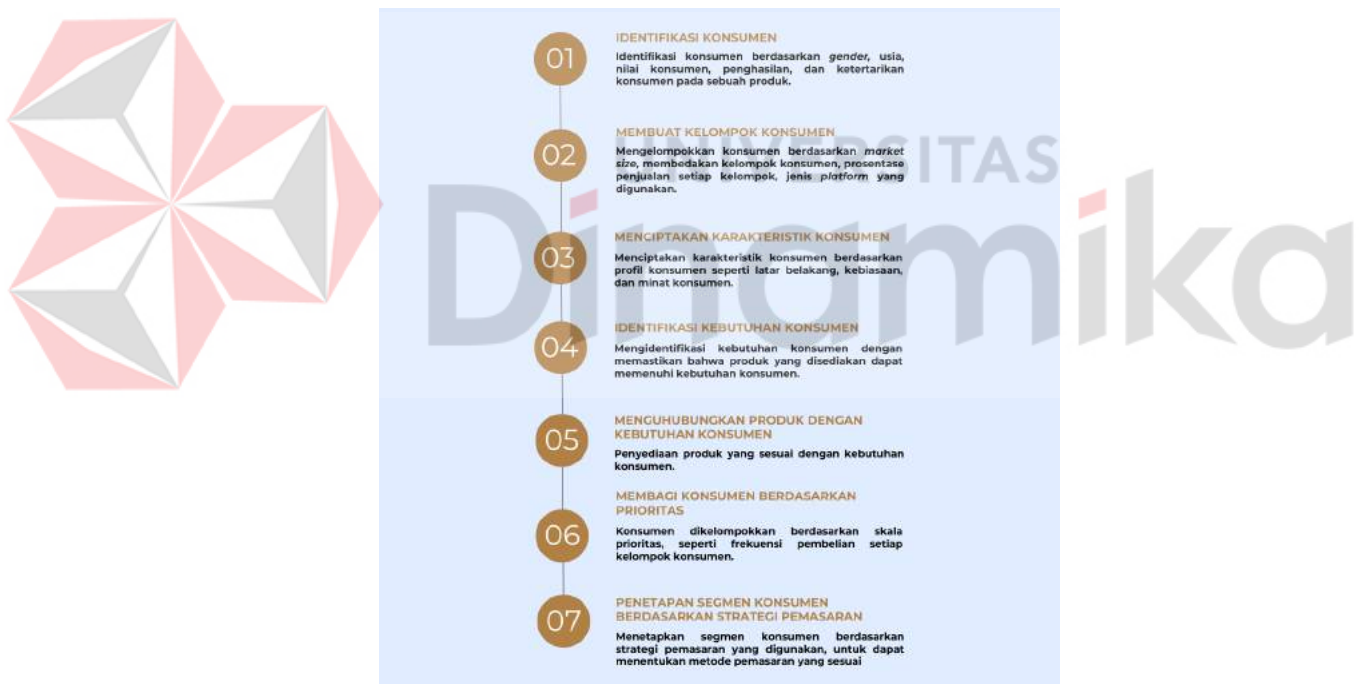 UNIVERSITAS
Dinamika
01
IDENTIFIKASI KONSUMEN
Identifikasi konsumen berdasarkan gender, usia,
nilai konsumen, penghasilan, dan ketertarikan
konsumen pada sebuah produk.
02
MEMBUAT KELOMPOK KONSUMEN
Mengelompokkan konsumen berdasarkan market
size, membedakan kelompok konsumen, prosentase
penjualan setiap kelompok, jenis platform yang
digunakan.
03
MENCIPTAKAN KARAKTERISTIK KONSUMEN
Menciptakan karakteristik konsumen berdasarkan
profil konsumen seperti latar belakang, kebiasaan,
dan minat konsumen.
04
IDENTIFIKASI KEBUTUHAN KONSUMEN
Mengidentifikasi kebutuhan konsumen dengan
memastikan bahwa produk yang disediakan dapat
memenuhi kebutuhan konsumen.
05
MENGUHUBUNGKAN PRODUK DENGAN
KEBUTUHAN KONSUMEN
Penyediaan produk yang sesuai dengan kebutuhan
konsumen.
06
MEMBAGI KONSUMEN BERDASARKAN
PRIORITAS
Konsumen dikelompokkan berdasarkan skala
prioritas, seperti frekuensi pembelian setiap
kelompok konsumen.
07
PENETAPAN SEGMEN KONSUMEN
BERDASARKAN STRATEGI PEMASARAN
Menetapkan segmen konsumen berdasarkan
strategi pemasaran yang digunakan, untuk dapat
menentukan metode pemasaran yang sesuai